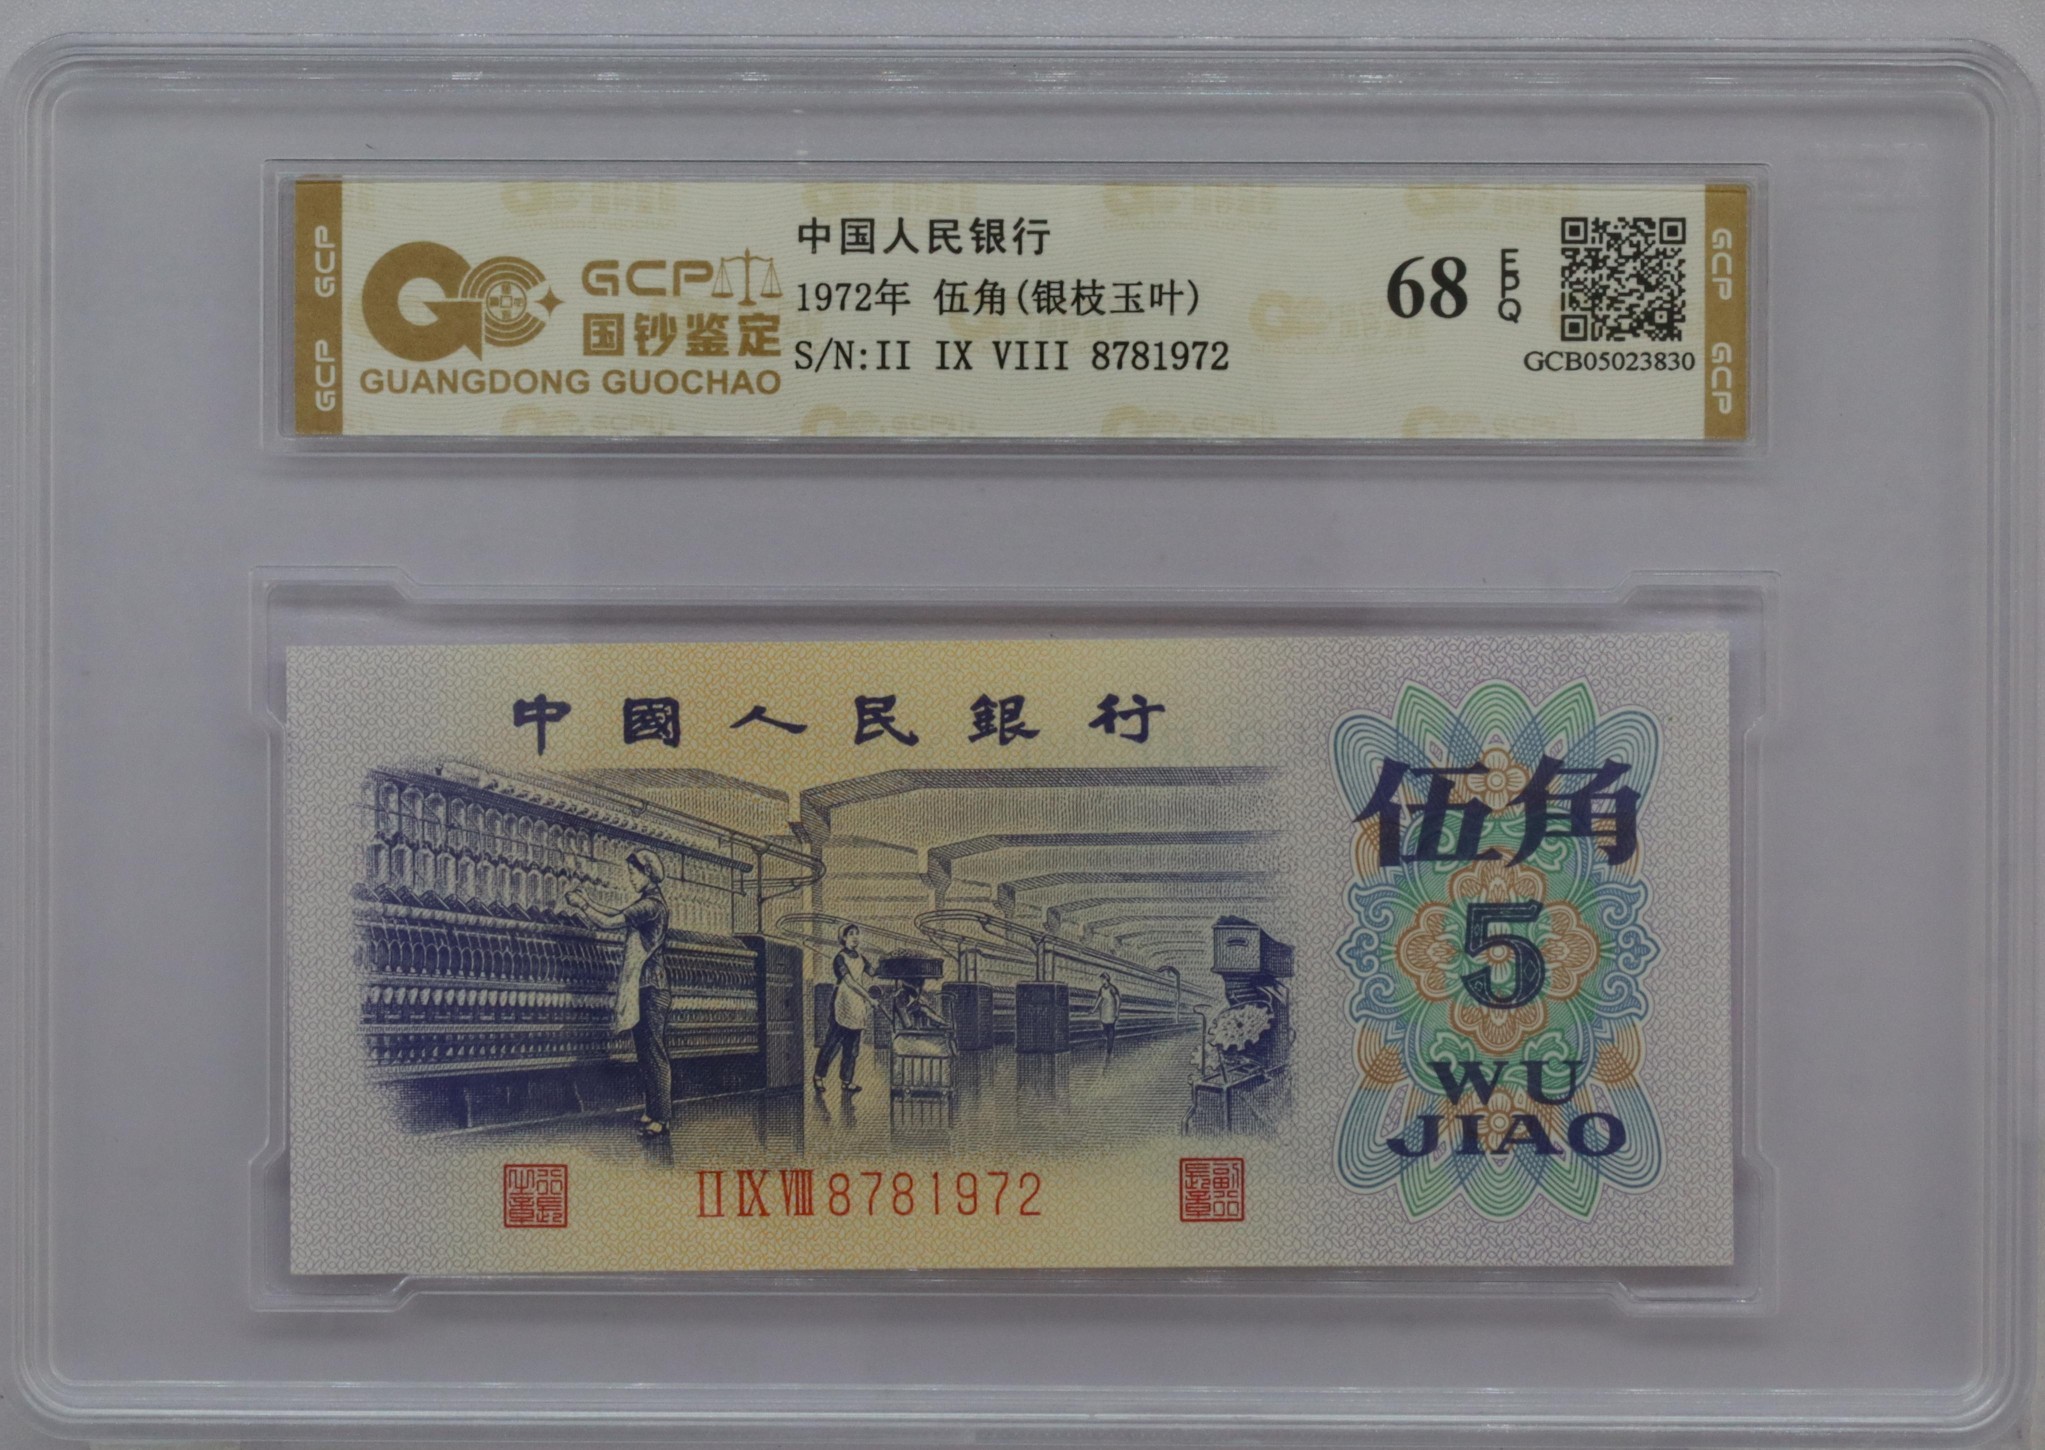 GCP
GCP
GCP
国钞鉴定
GUANGDONG GUOCHAO
中国人民银行
1972年 伍角(银枝玉叶)
S/N:II IX VIII 8781972
68
EPQ
GCB05023830
GCP
GCP
中國人民銀行
伍角
5
WU
JIAO
II IX VIII 8781972